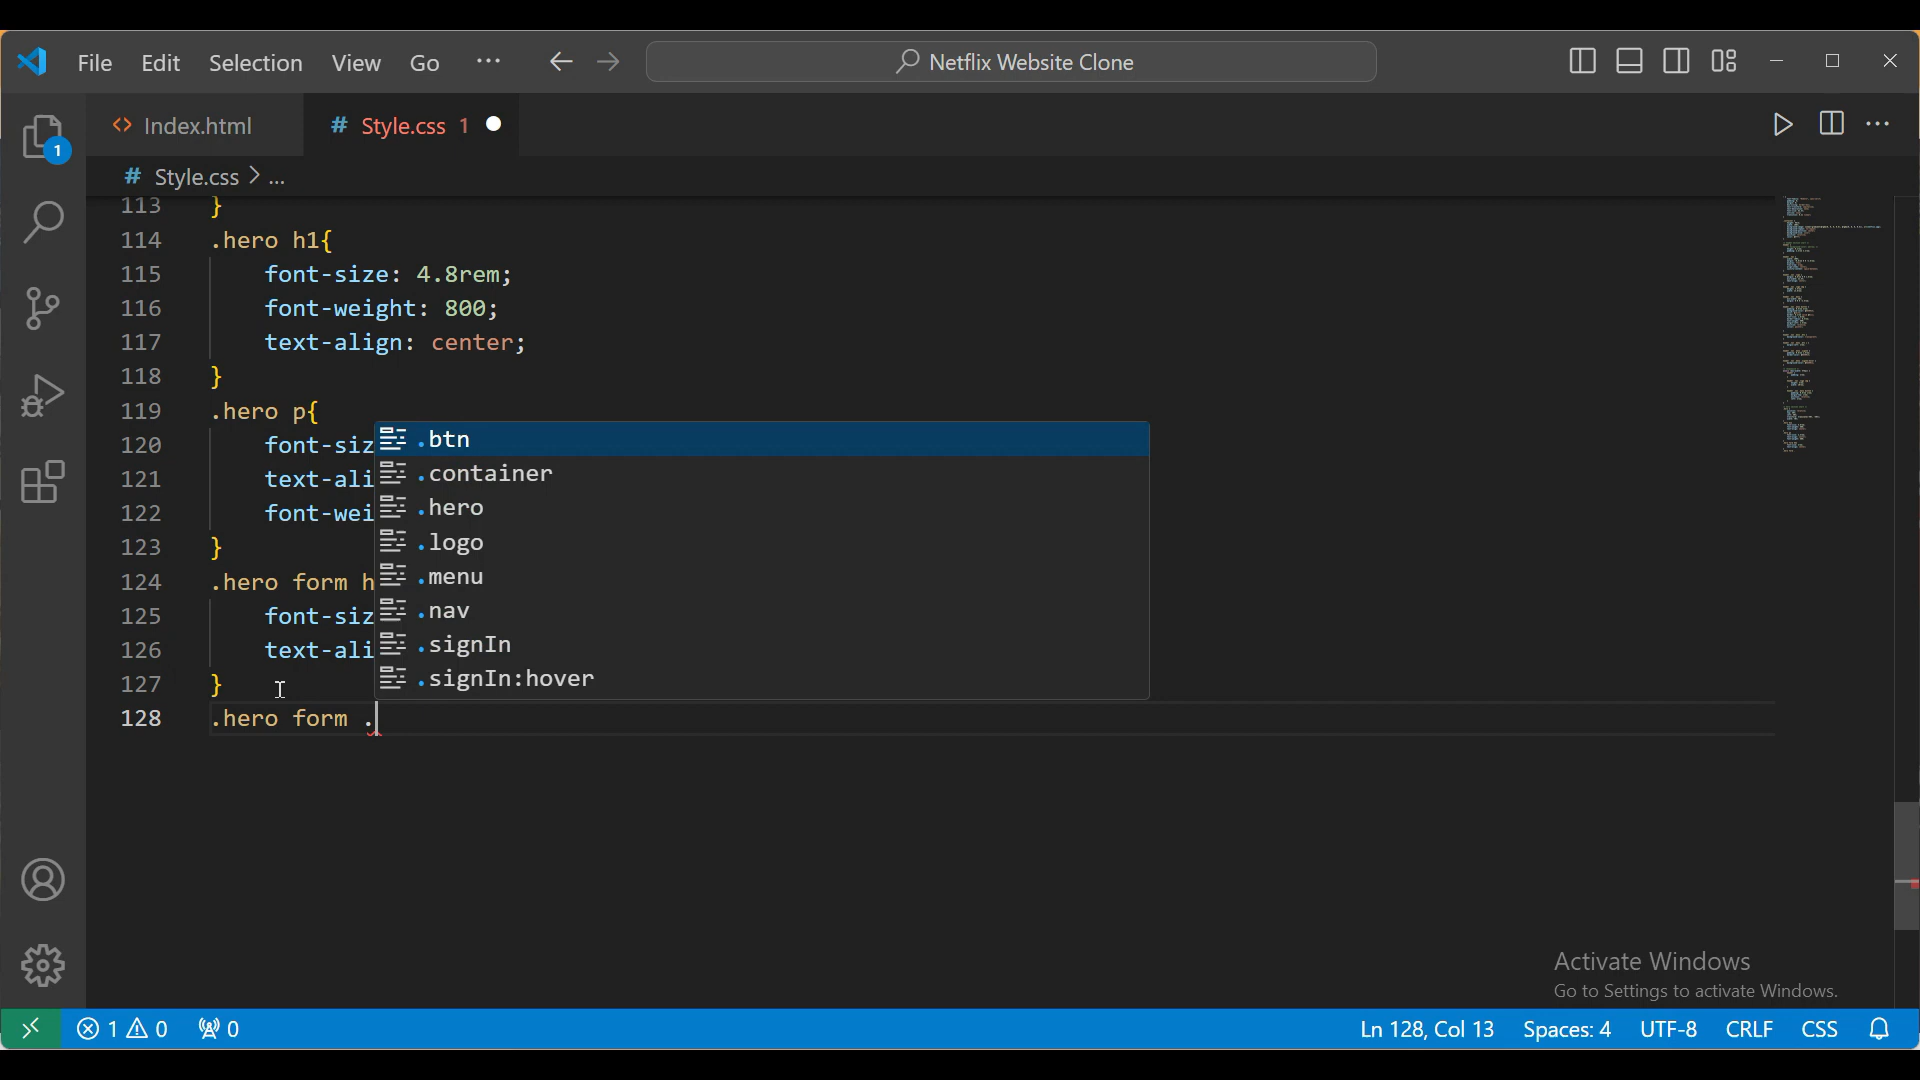 File Edit Selection View Go ··· Netflix Website Clone
1
Index.html # Style.css 1
# Style.css > ...
113 }
114 .hero h1{
115 font-size: 4.8rem;
116 font-weight: 800;
117 text-align: center;
118 }
119 .hero p{
120 font-siz
.btn
121 text-ali
.container
122 font-wei
.hero
123 }
.logo
124 .hero form h
.menu
125 font-siz
.nav
126 text-ali
.signIn
127 }
.signIn:hover
128 .hero form .
Activate Windows
Go to Settings to activate Windows.
1 0 0 Ln 128, Col 13 Spaces: 4 UTF-8 CRLF CSS